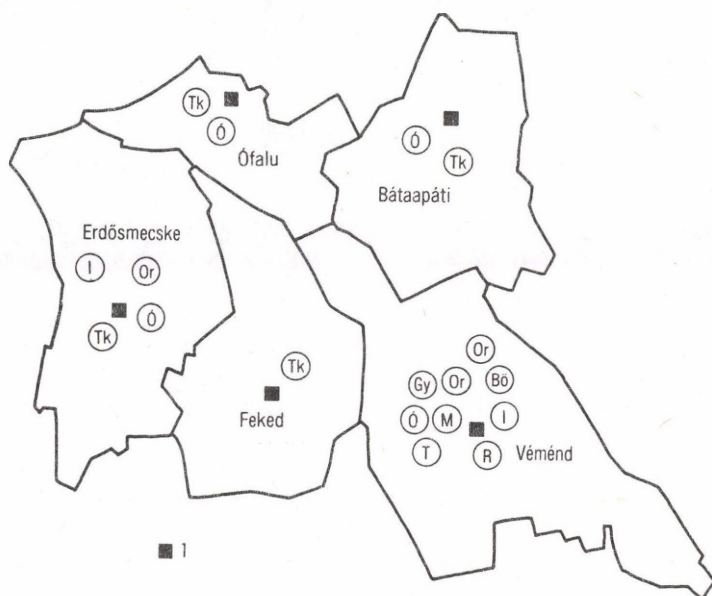 Tk
Ó
Ófalu
Ó
Tk
Bátaapáti
Erdősmecske
I
Or
Tk
Ó
Tk
Feked
Or
Gy
Or
Bö
Ó
M
I
T
R
Véménd
1